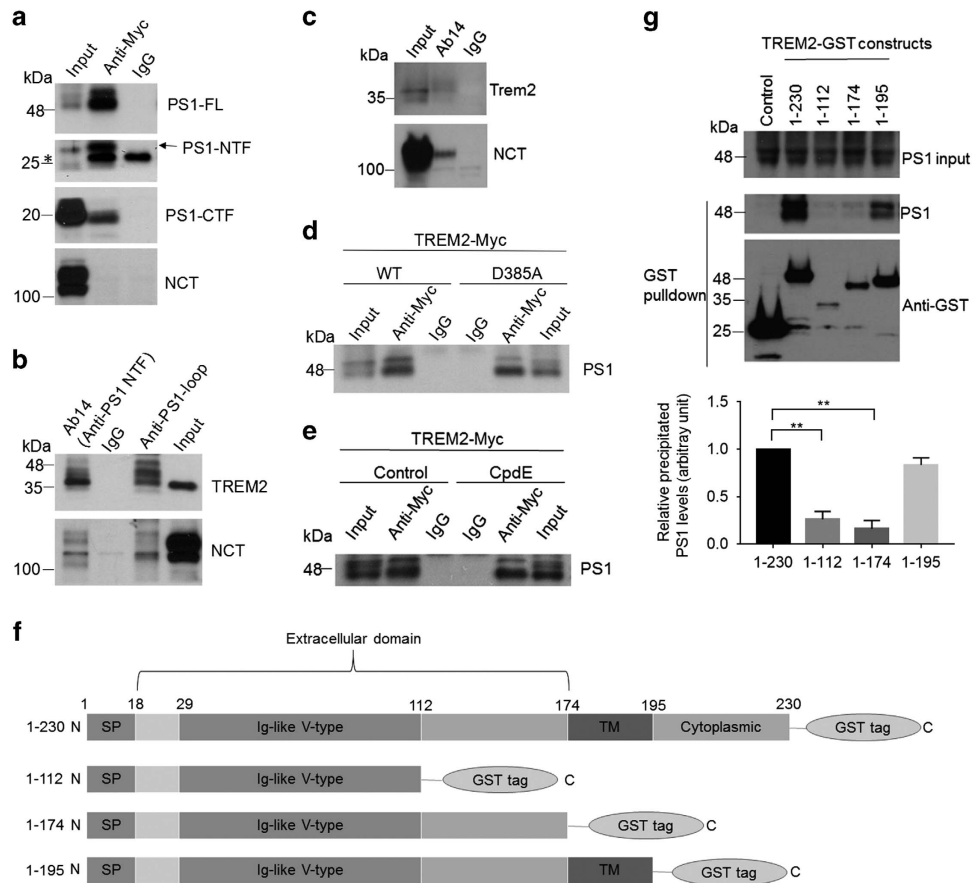 a
Input
Anti-Myc
IgG
kDa
48
PS1-FL
25
*
PS1-NTF
20
PS1-CTF
100
NCT
b
Ab14
(Anti-PS1 NTF)
IgG
Anti-PS1-loop
Input
kDa
48
35
TREM2
100
NCT
c
Input
Ab14
IgG
kDa
35
Trem2
100
NCT
d
TREM2-Myc
WT
D385A
Input
Anti-Myc
IgG
IgG
Anti-Myc
Input
kDa
48
PS1
e
TREM2-Myc
Control
CpdE
Input
Anti-Myc
IgG
IgG
Anti-Myc
Input
kDa
48
PS1
g
TREM2-GST constructs
Control
1-230
1-112
1-174
1-195
kDa
48
PS1 input
48
PS1
GST
pulldown
48
35
25
Anti-GST
Relative precipitated
PS1 levels (arbitray unit)
1.5
1.0
0.5
0.0
**
**
1-230
1-112
1-174
1-195
f
Extracellular domain
1
18
29
112
174
195
230
1-230 N SP Ig-like V-type TM Cytoplasmic GST tag C
1-112 N SP Ig-like V-type GST tag C
1-174 N SP Ig-like V-type GST tag C
1-195 N SP Ig-like V-type TM GST tag C